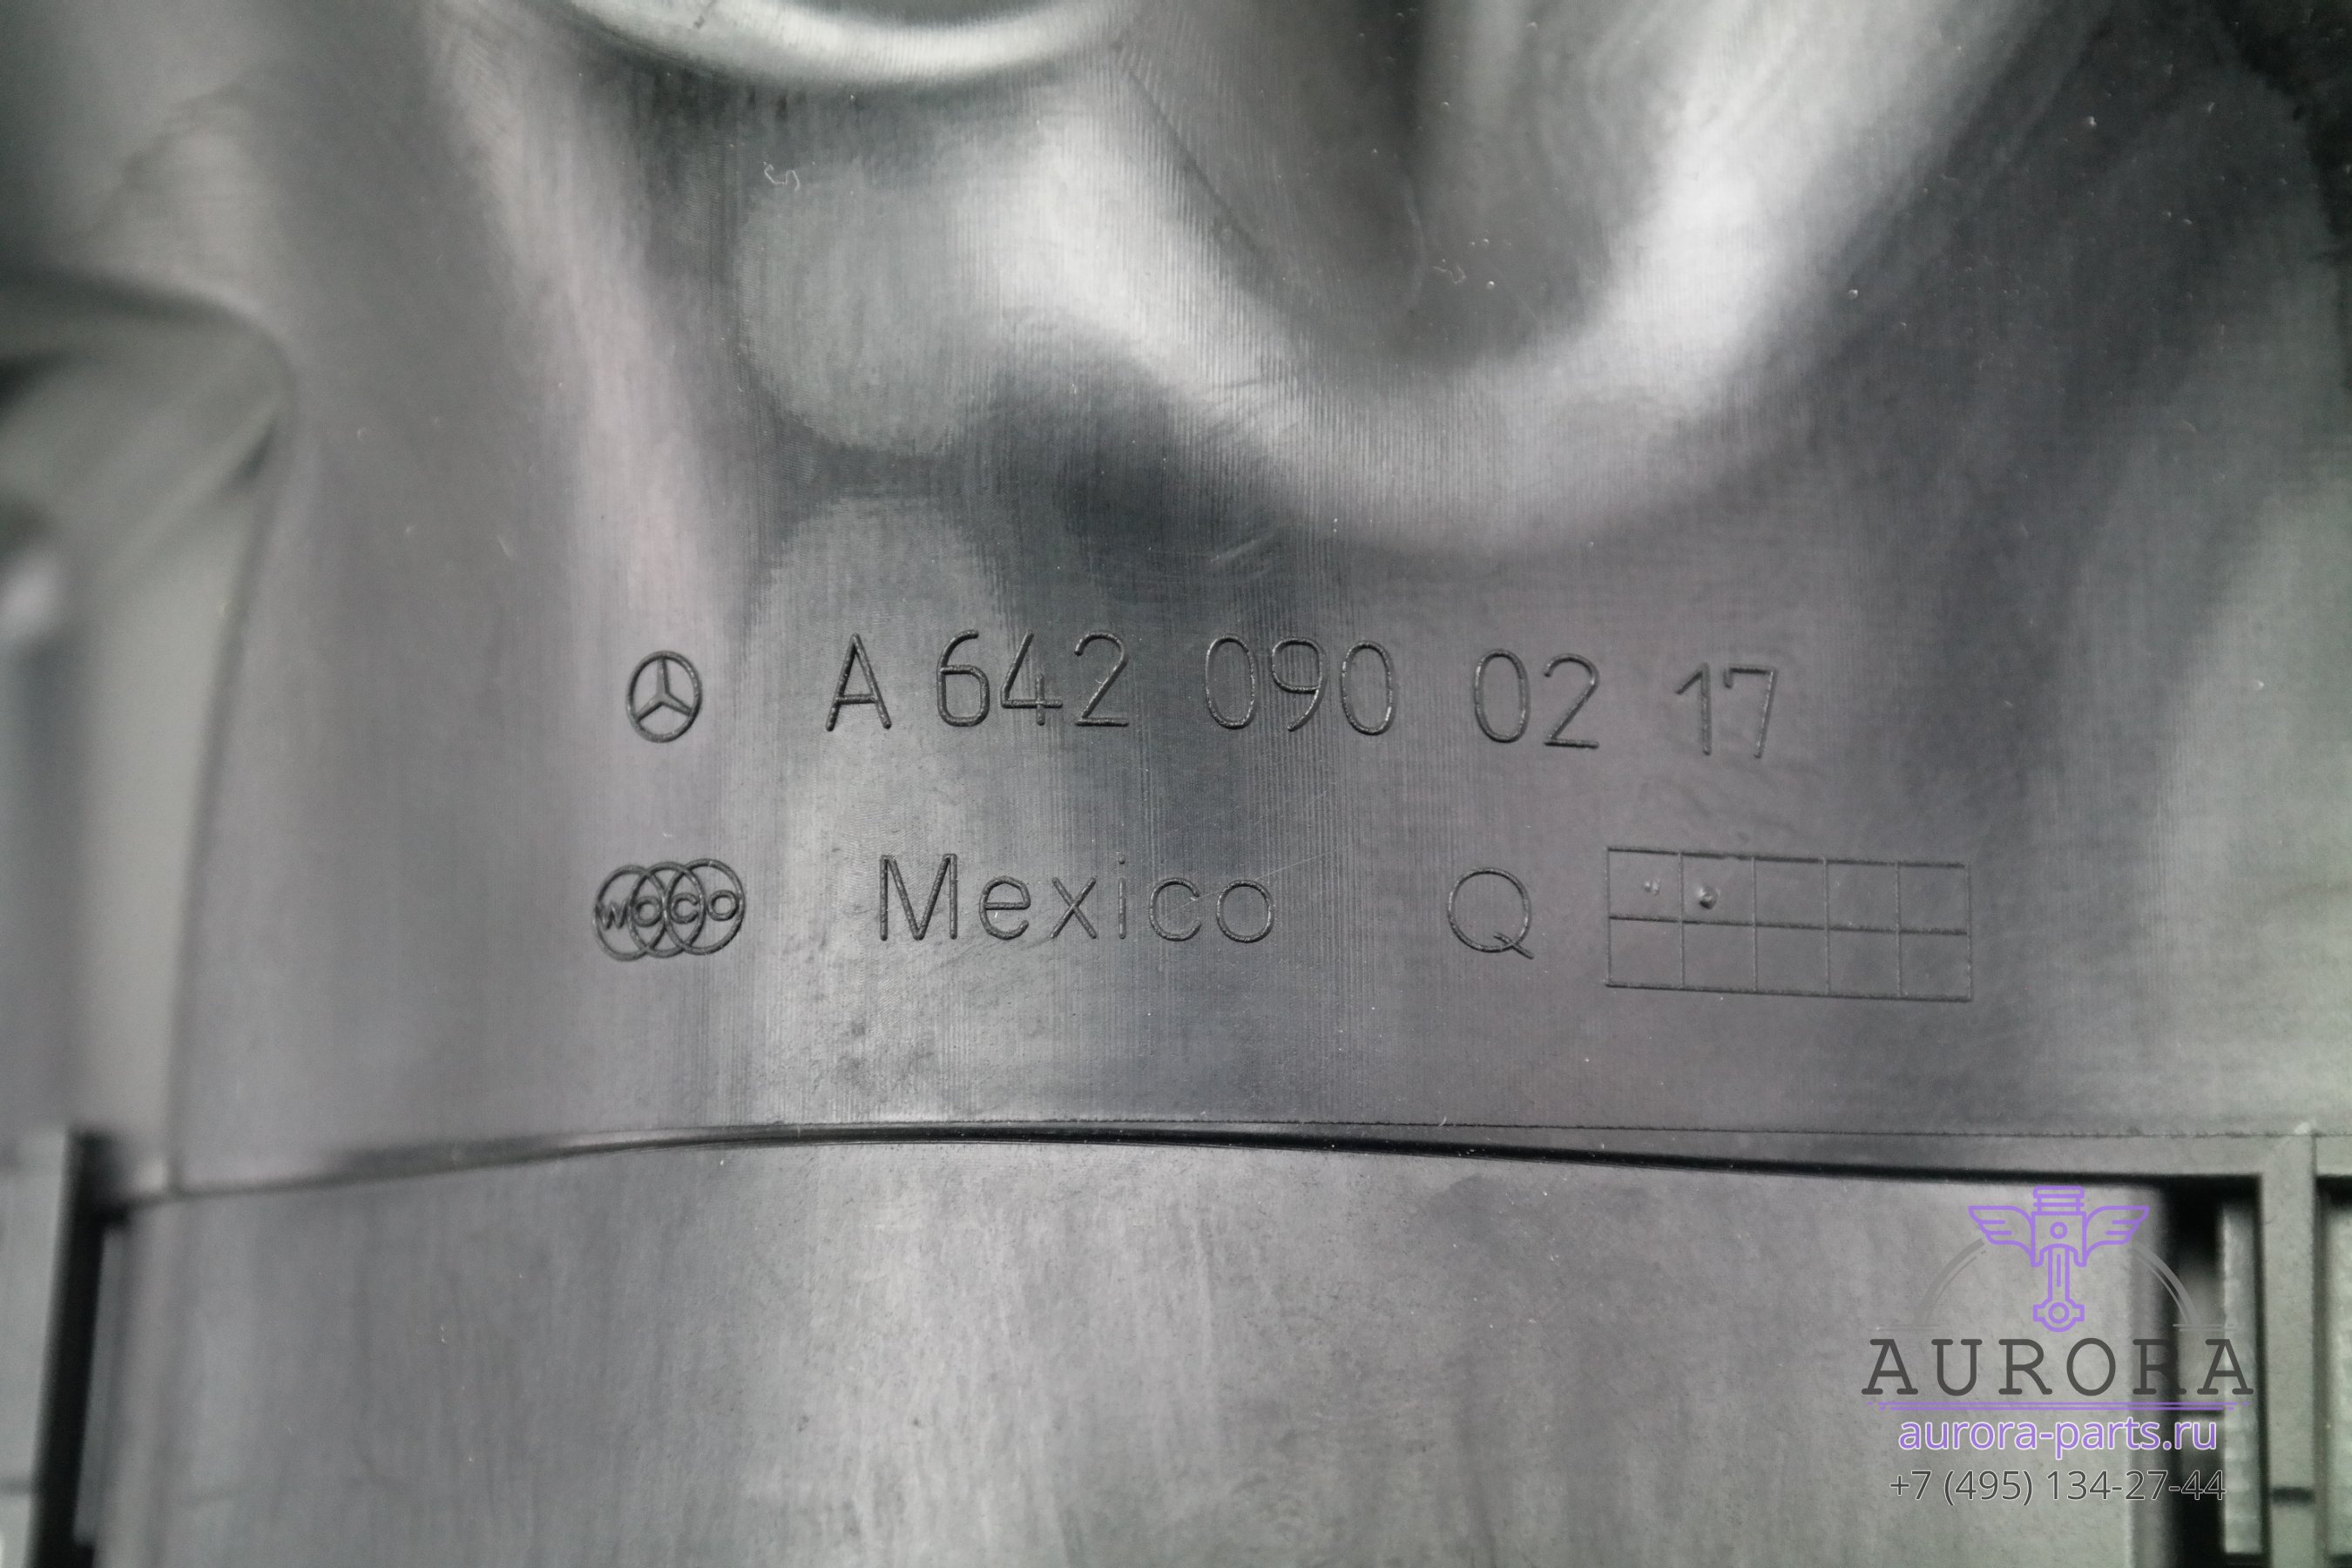 A 642 090 02 17
WOCO Mexico Q
AURORA
aurora-parts.ru
+7 (495) 134-27-44